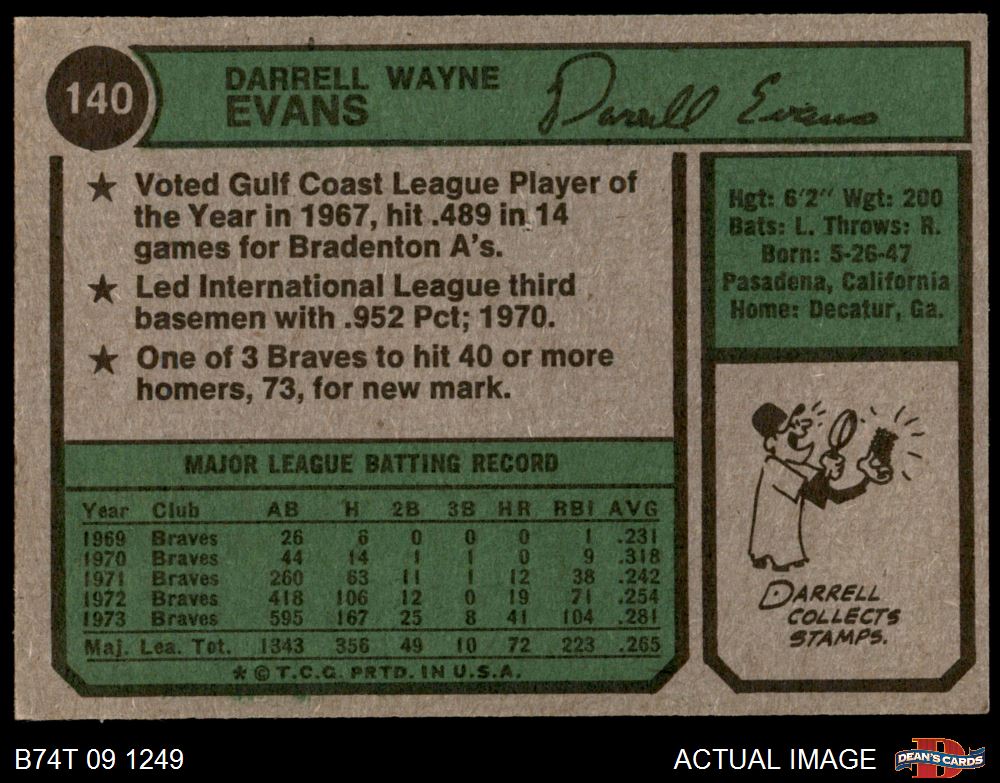 140
DARRELL WAYNE
EVANS
Darrell Evans
★ Voted Gulf Coast League Player of
the Year in 1967, hit .489 in 14
games for Bradenton A's.
★ Led International League third
basemen with .952 Pct; 1970.
★ One of 3 Braves to hit 40 or more
homers, 73, for new mark.
Hgt: 6'2" Wgt: 200
Bats: L. Throws: R.
Born: 5-26-47
Pasadena, California
Home: Decatur, Ga.
MAJOR LEAGUE BATTING RECORD
Year Club AB H 2B 3B HR RBI AVG
1969 Braves 26 6 0 0 0 1 .231
1970 Braves 44 14 1 1 0 9 .318
1971 Braves 260 63 11 1 12 38 .242
1972 Braves 418 106 12 0 19 71 .254
1973 Braves 595 167 25 8 41 104 .281
Maj. Lea. Tot. 1343 356 49 10 72 223 .265
* © T.C.G. PRTD. IN U.S.A.
DARRELL
COLLECTS
STAMPS.
B74T 09 1249
ACTUAL IMAGE
DEAN'S CARDS